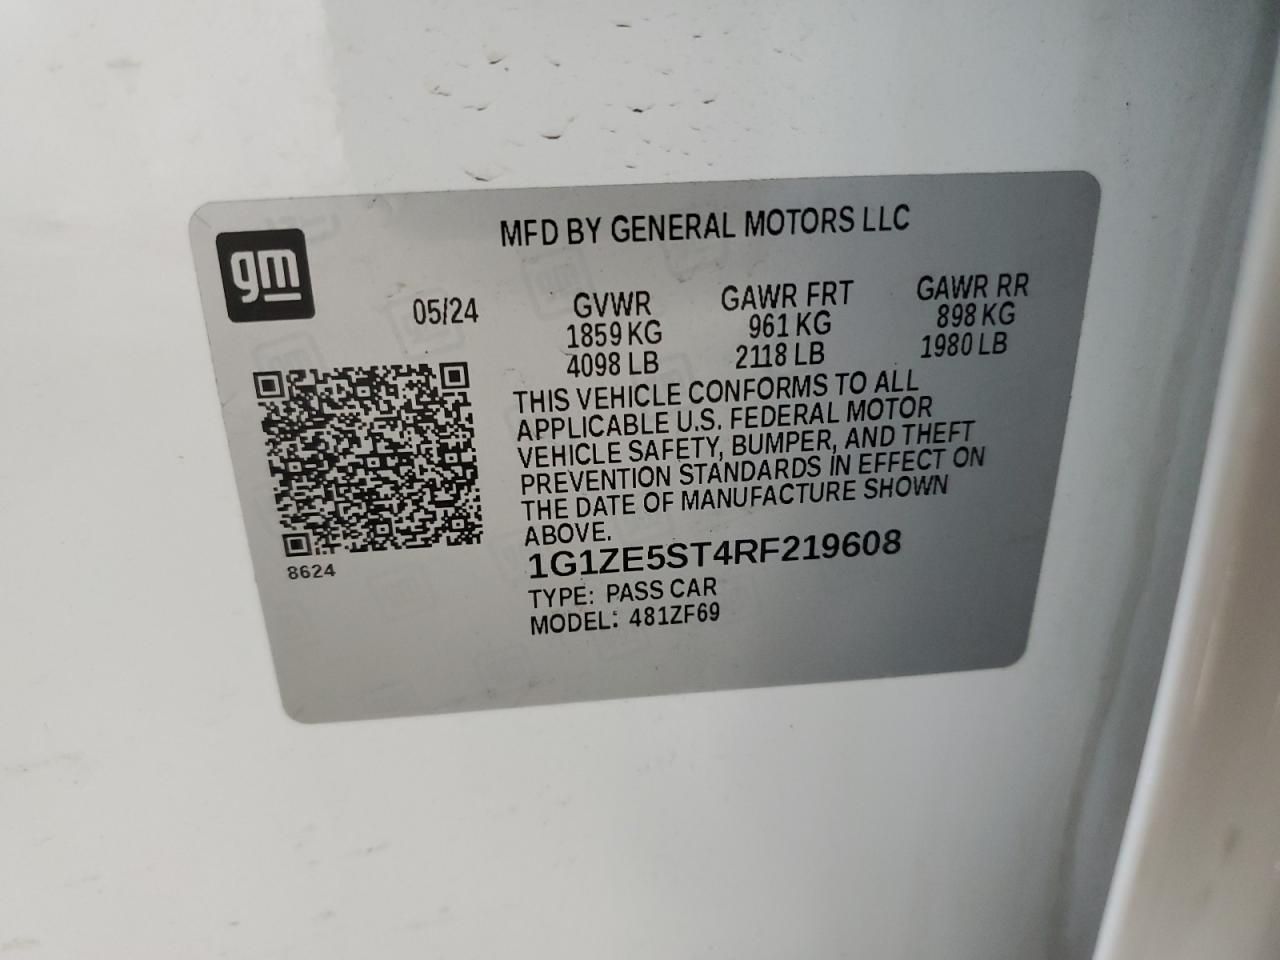 MFD BY GENERAL MOTORS LLC
gm
05/24
GVWR
1859 KG
4098 LB
GAWR FRT
961 KG
2118 LB
GAWR RR
898 KG
1980 LB
THIS VEHICLE CONFORMS TO ALL
APPLICABLE U.S. FEDERAL MOTOR
VEHICLE SAFETY, BUMPER, AND THEFT
PREVENTION STANDARDS IN EFFECT ON
THE DATE OF MANUFACTURE SHOWN
ABOVE.
8624
1G1ZE5ST4RF219608
TYPE: PASS CAR
MODEL: 481ZF69